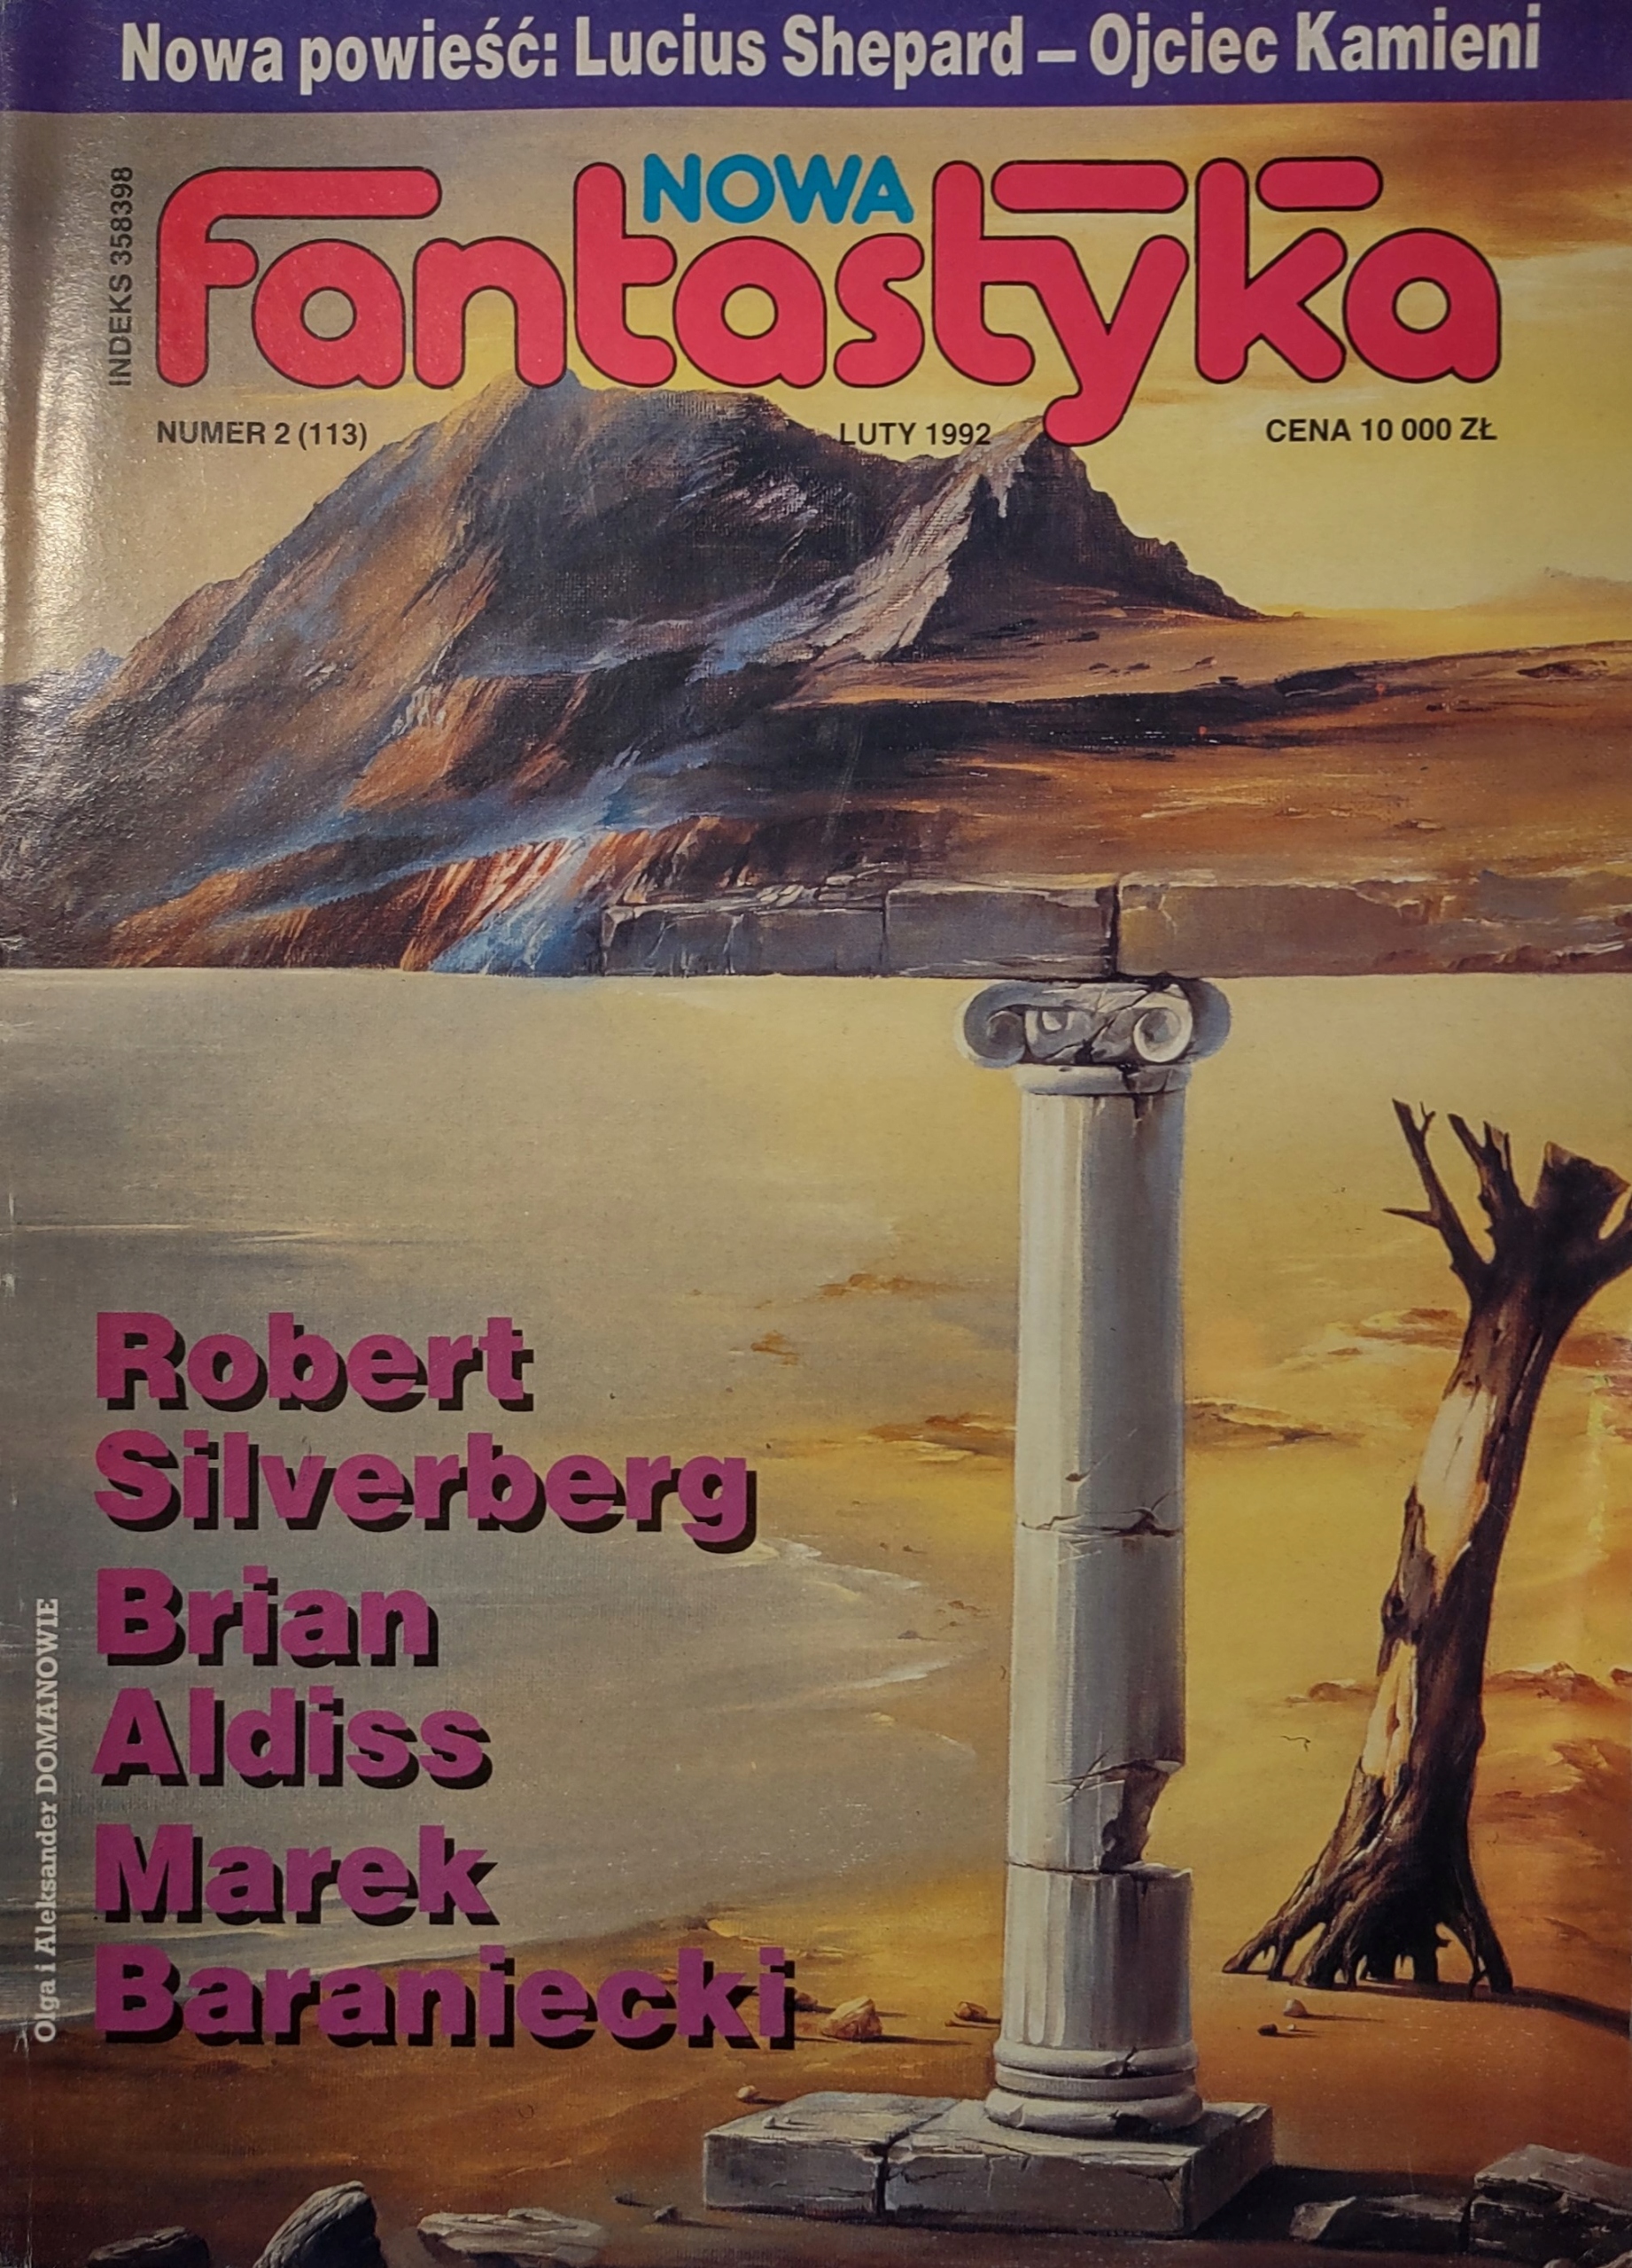 Nowa powieść: Lucius Shepard – Ojciec Kamieni
INDEKS 358398
NOWA
Fantastyka
NUMER 2 (113)
LUTY 1992
CENA 10 000 ZŁ
Robert
Silverberg
Brian
Aldiss
Marek
Baraniecki
Olga i Aleksander DOMANOWIE